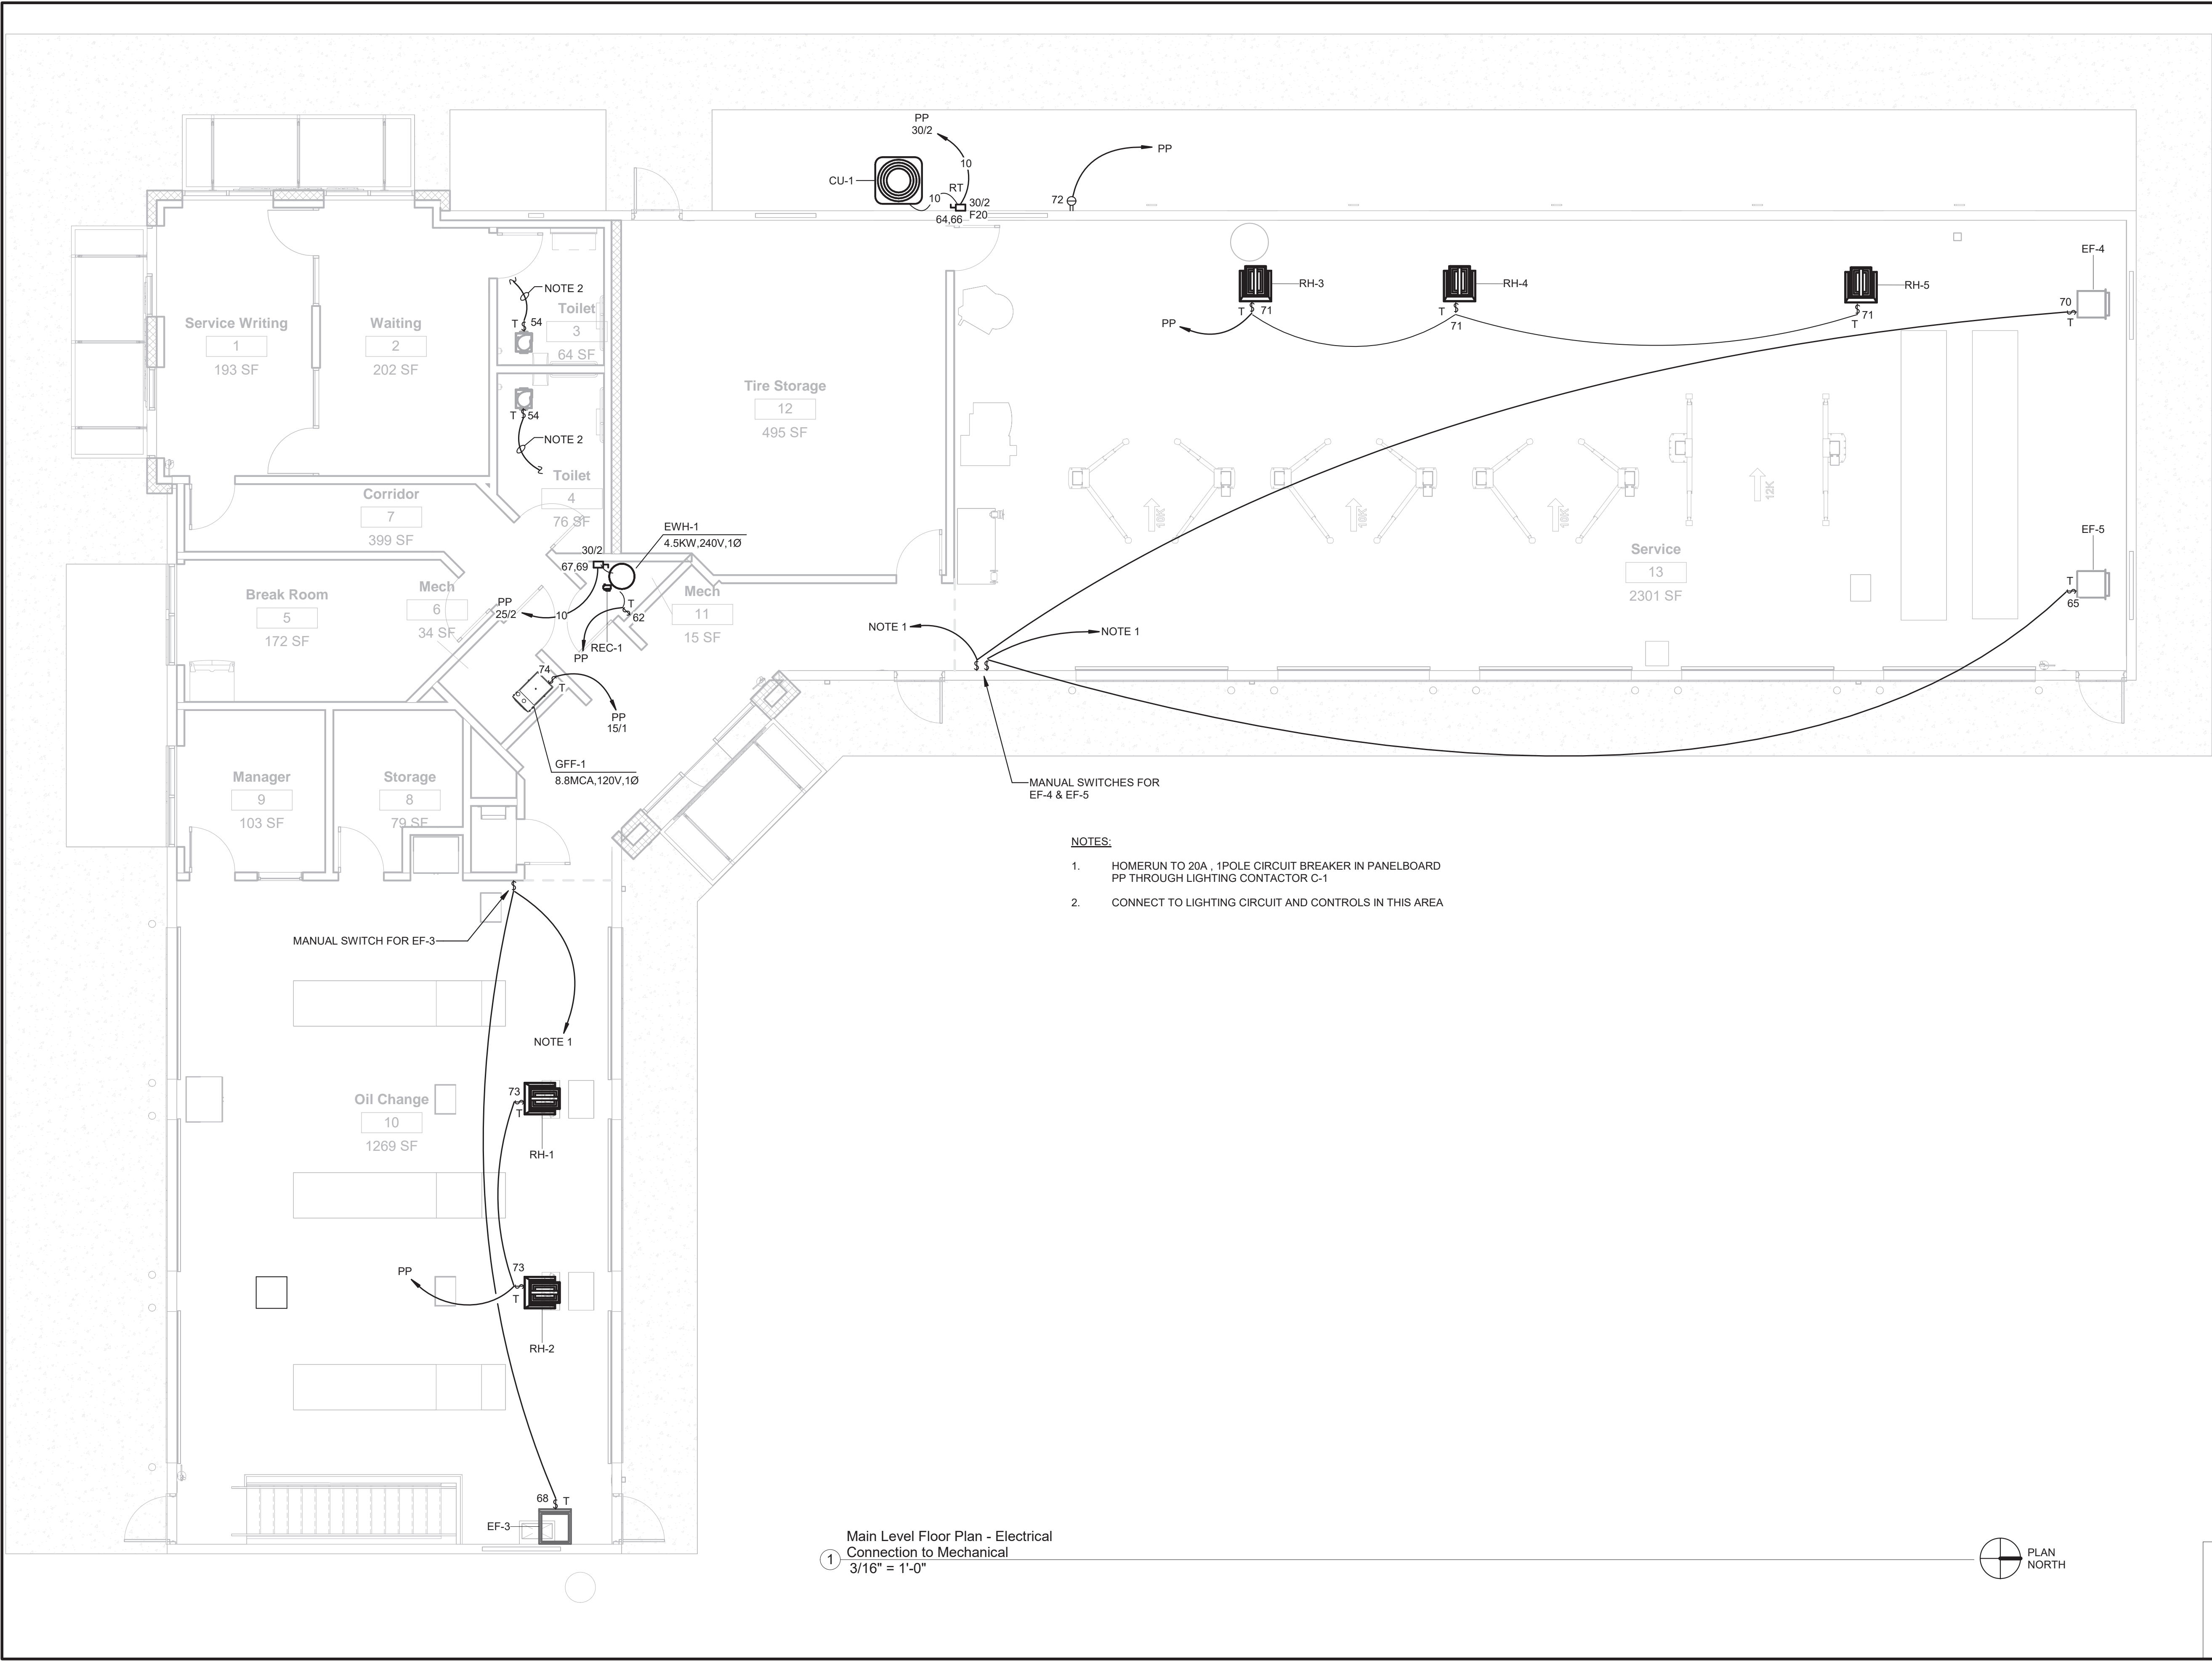 PP
30/2
10
CU-1
RT
10
30/2
F20
64,66
72
PP
EF-4
RH-3
RH-4
RH-5
70
T
T
71
T
71
71
T
PP
NOTE 2
T
54
Toilet
3
64 SF
Service Writing
1
193 SF
Waiting
2
202 SF
Tire Storage
12
495 SF
T
54
NOTE 2
Toilet
4
76 SF
Corridor
7
399 SF
10K
10K
10K
12K
EWH-1
4.5KW,240V,1Ø
30/2
67,69
EF-5
Service
13
2301 SF
T
65
Break Room
5
172 SF
Mech
6
34 SF
PP
25/2
10
T
62
Mech
11
15 SF
REC-1
PP
NOTE 1
NOTE 1
74
T
PP
15/1
GFF-1
8.8MCA,120V,1Ø
Manager
9
103 SF
Storage
8
79 SF
MANUAL SWITCHES FOR
EF-4 & EF-5
NOTES:
1. HOMERUN TO 20A , 1POLE CIRCUIT BREAKER IN PANELBOARD
PP THROUGH LIGHTING CONTACTOR C-1
2. CONNECT TO LIGHTING CIRCUIT AND CONTROLS IN THIS AREA
MANUAL SWITCH FOR EF-3
NOTE 1
Oil Change
10
1269 SF
73
T
RH-1
PP
73
T
RH-2
68
T
EF-3
1
Main Level Floor Plan - Electrical
Connection to Mechanical
3/16" = 1'-0"
PLAN
NORTH